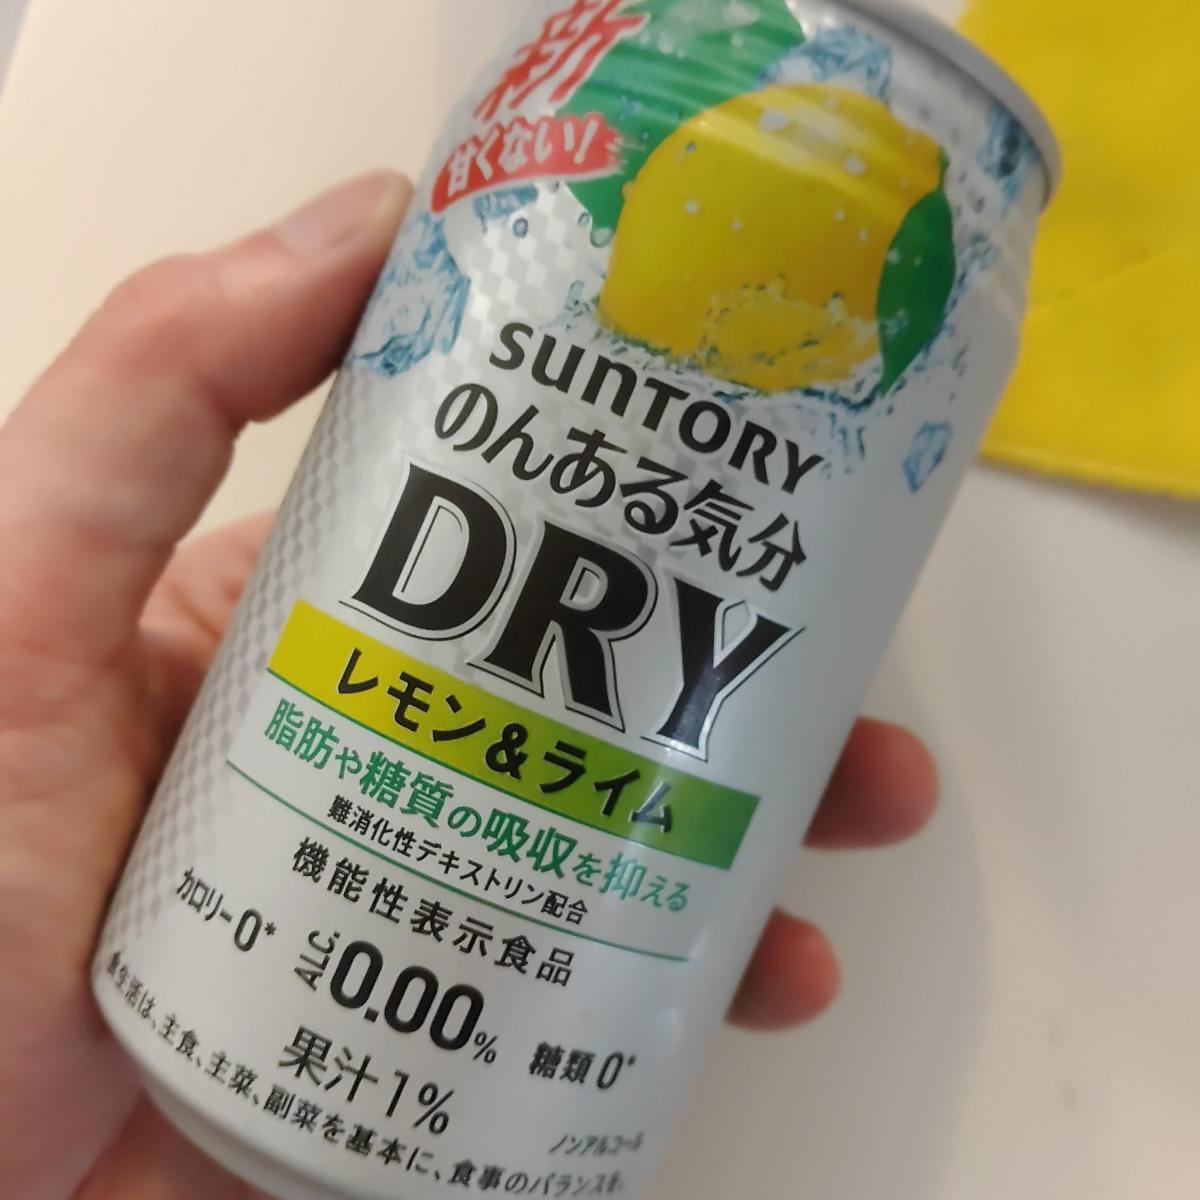 新
甘くない!
SUNTORY
のんある気分
DRY
レモン&ライム
脂肪や糖質の吸収を抑える
難消化性デキストリン配合
機能性表示食品
カロリー0* ALC.0.00% 糖類0*
果汁1%
ノンアルコール
食生活は、主食、主菜、副菜を基本に、食事のバランスを